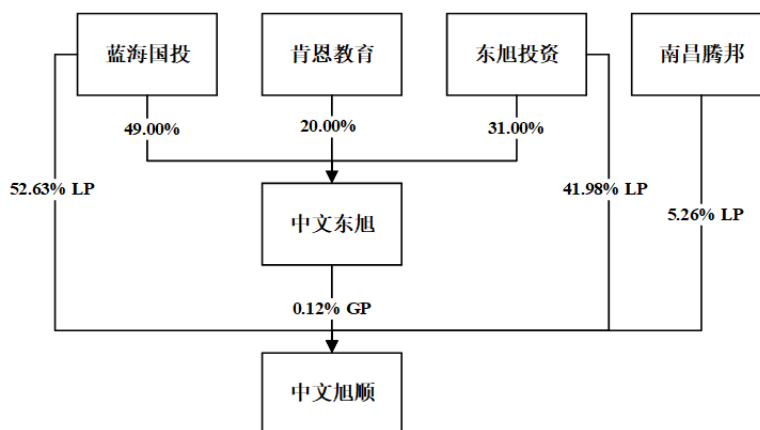 蓝海国投
肯恩教育
东旭投资
南昌腾邦
49.00%
20.00%
31.00%
52.63% LP
41.98% LP
5.26% LP
中文东旭
0.12% GP
中文旭顺